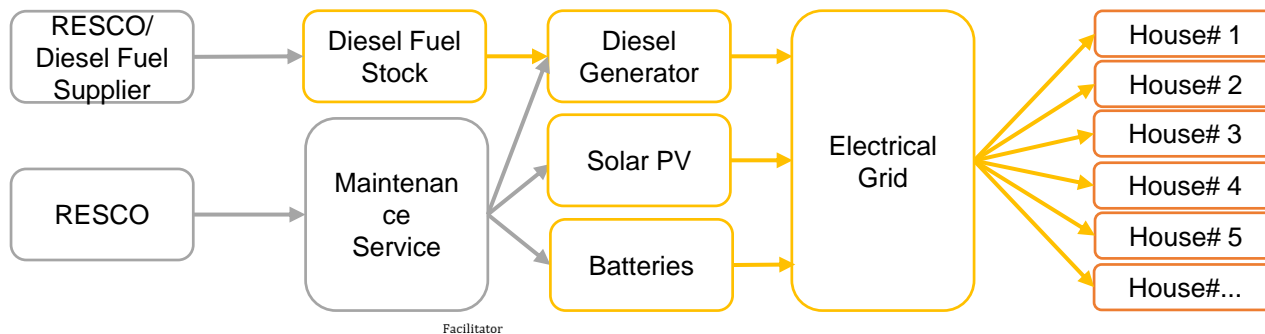 RESCO/
Diesel Fuel
Supplier
Diesel Fuel
Stock
Diesel
Generator
House# 1
House# 2
House# 3
House# 4
House# 5
House#...
Solar PV
Electrical
Grid
RESCO
Maintenan
ce
Service
Batteries
Facilitator